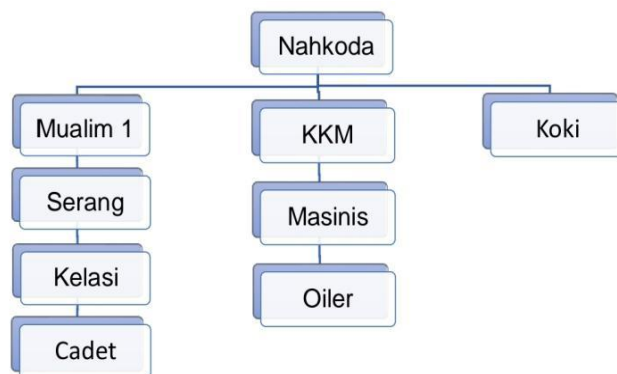 Nahkoda
Mualim 1
KKM
Koki
Serang
Masinis
Kelasi
Oiler
Cadet